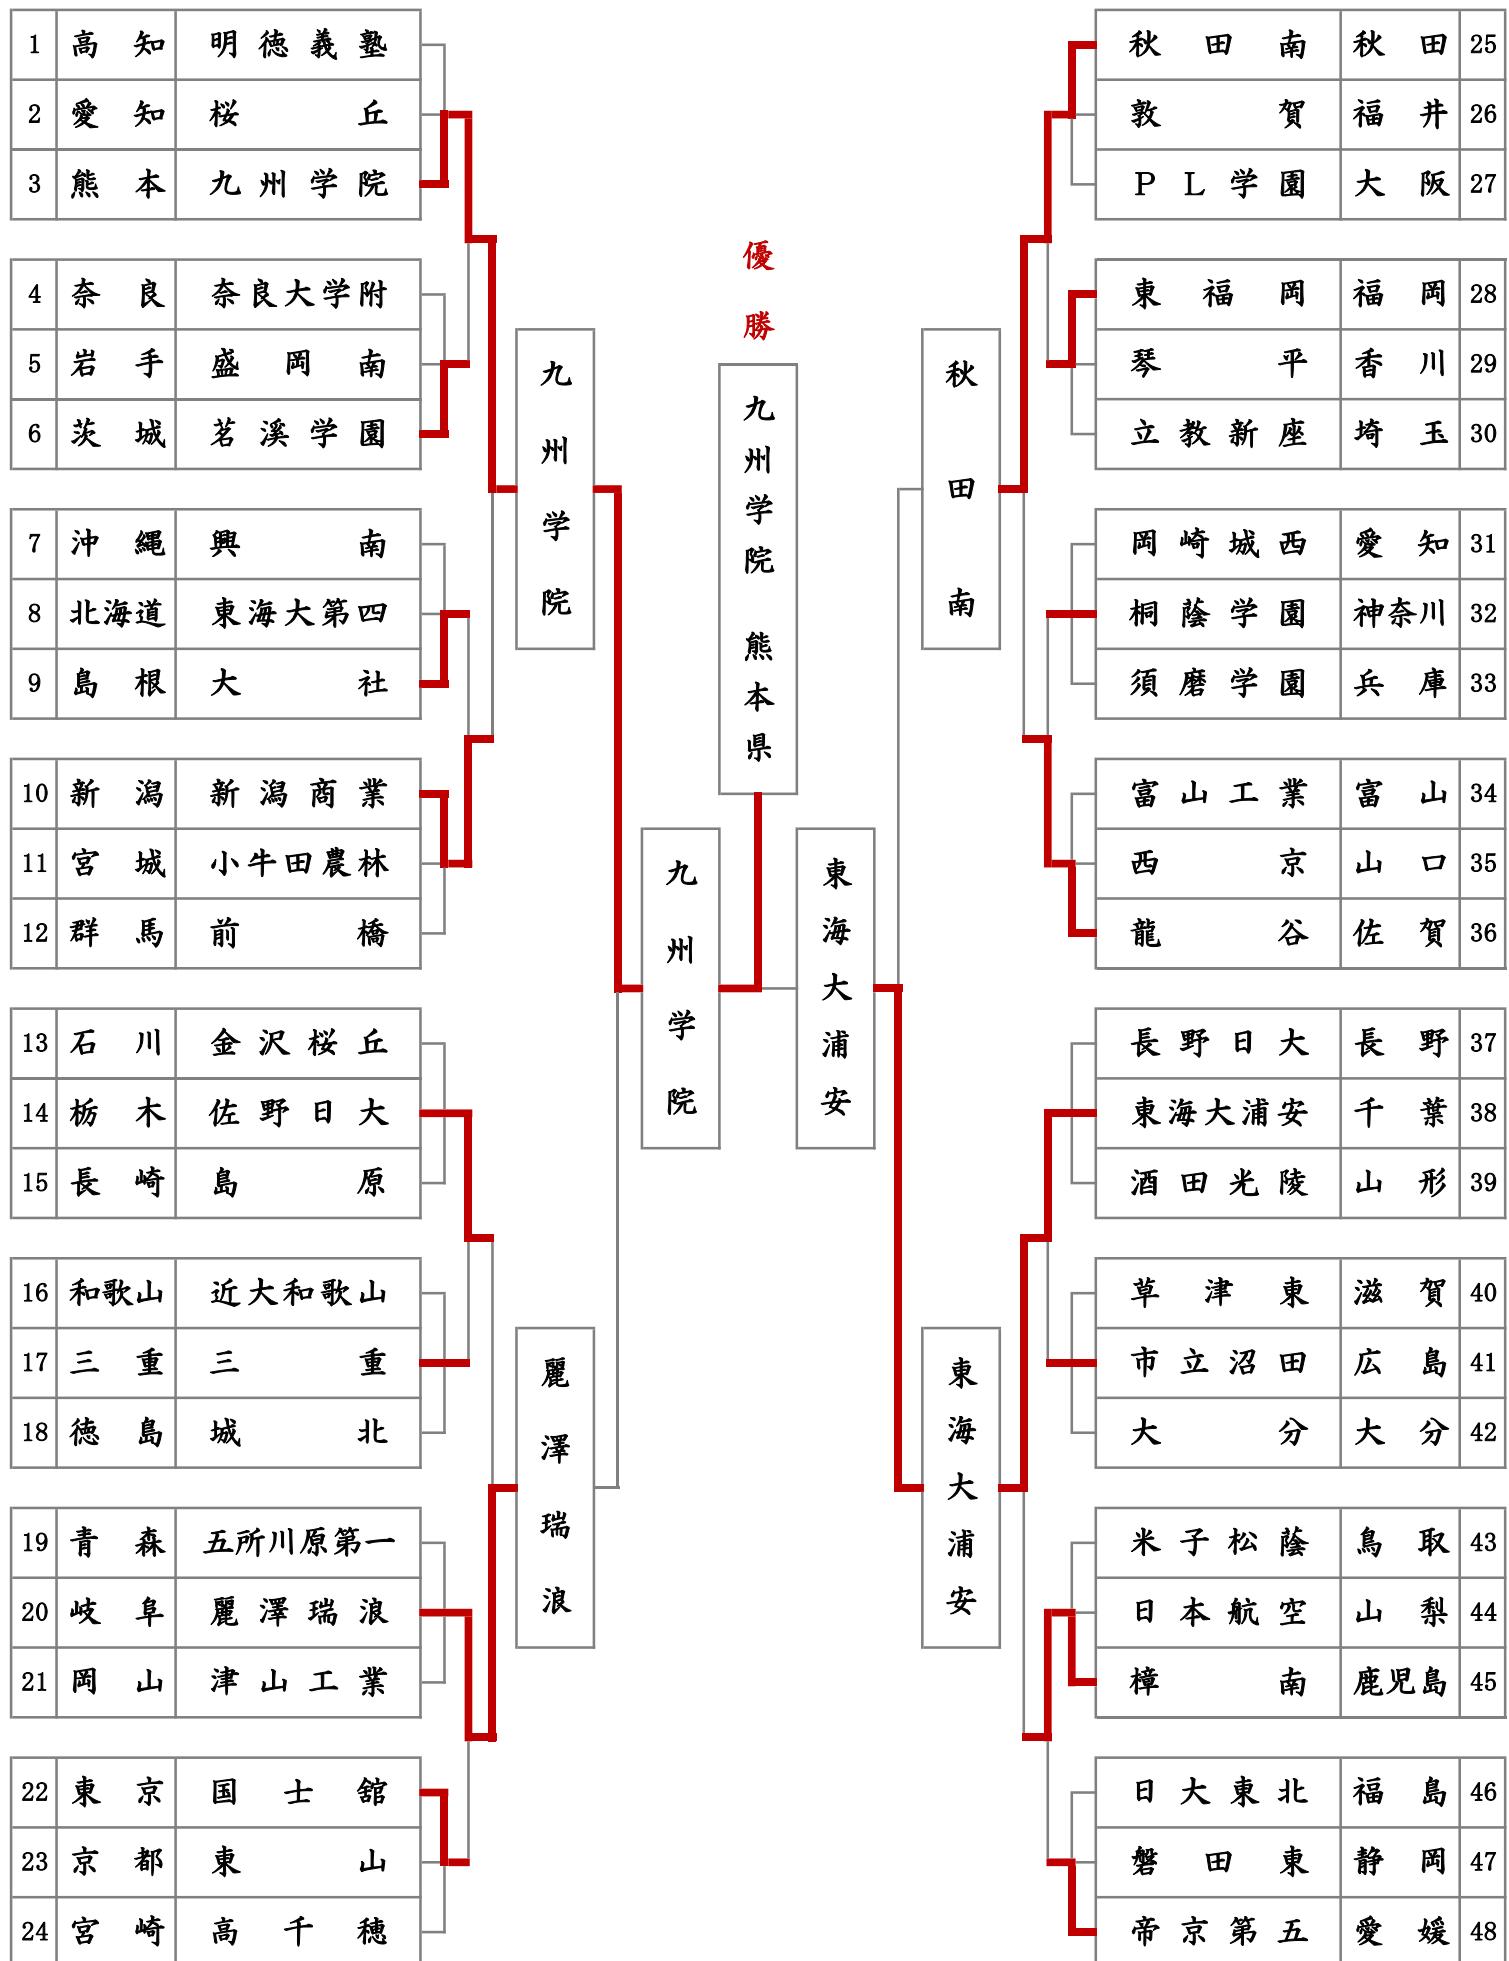 1 高知 明徳義塾
2 愛知 桜丘
3 熊本 九州学院
4 奈良 奈良大学附
5 岩手 盛岡南
6 茨城 茗溪学園
7 沖縄 興南
8 北海道 東海大第四
9 島根 大社
10 新潟 新潟商業
11 宮城 小牛田農林
12 群馬 前橋
13 石川 金沢桜丘
14 栃木 佐野日大
15 長崎 島原
16 和歌山 近大和歌山
17 三重 三重
18 徳島 城北
19 青森 五所川原第一
20 岐阜 麗澤瑞浪
21 岡山 津山工業
22 東京 国士舘
23 京都 東山
24 宮崎 高千穂
九州学院
麗澤瑞浪
九州学院
優勝
九州学院 熊本県
東海大浦安
秋田南
東海大浦安
秋田南 秋田 25
敦賀 福井 26
PL学園 大阪 27
東福岡 福岡 28
琴平 香川 29
立教新座 埼玉 30
岡崎城西 愛知 31
桐蔭学園 神奈川 32
須磨学園 兵庫 33
富山工業 富山 34
西京 山口 35
龍谷 佐賀 36
長野日大 長野 37
東海大浦安 千葉 38
酒田光陵 山形 39
草津東 滋賀 40
市立沼田 広島 41
大分 大分 42
米子松蔭 鳥取 43
日本航空 山梨 44
樟南 鹿児島 45
日大東北 福島 46
磐田東 静岡 47
帝京第五 愛媛 48